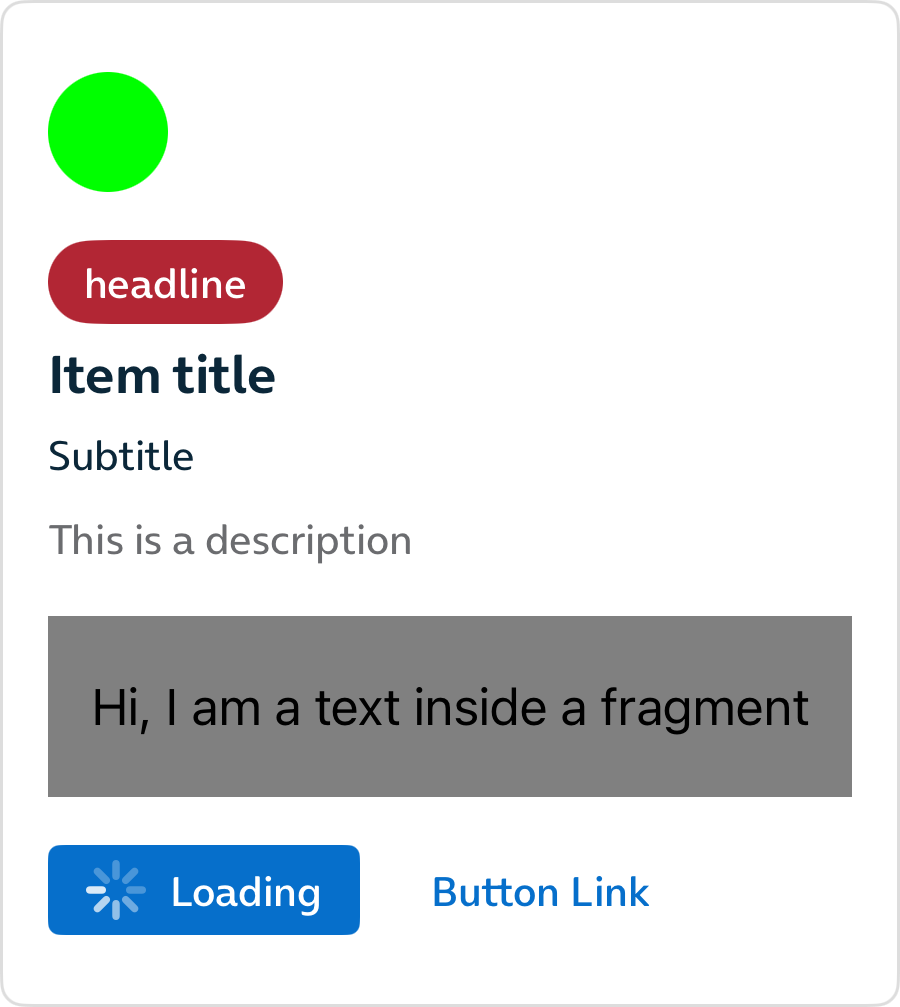 headline
Item title
Subtitle
This is a description
Hi, I am a text inside a fragment
Loading
Button Link